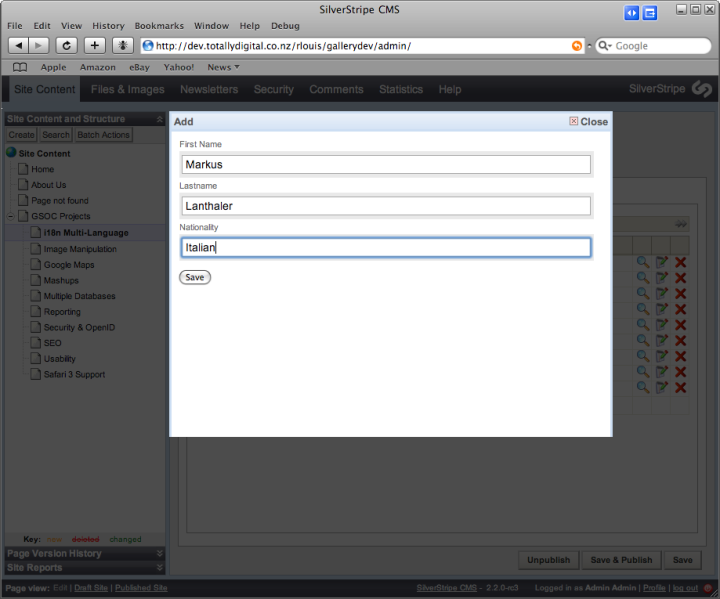 SilverStripe CMS
File Edit View History Bookmarks Window Help Debug
http://dev.totallydigital.co.nz/rlouis/gallerydev/admin/
Google
Apple Amazon eBay Yahoo! News
Site Content Files & Images Newsletters Security Comments Statistics Help SilverStripe
Site Content and Structure
Create Search Batch Actions
Site Content
Home
About Us
Page not found
GSOC Projects
i18n Multi-Language
Image Manipulation
Google Maps
Mashups
Multiple Databases
Reporting
Security & OpenID
SEO
Usability
Safari 3 Support
Key: new deleted changed
Page Version History
Site Reports
Add Close
First Name
Markus
Lastname
Lanthaler
Nationality
Italian
Save
Unpublish Save & Publish Save
Page view: Edit | Draft Site | Published Site
SilverStripe CMS - 2.2.0-rc3 Logged in as Admin Admin | Profile | log out